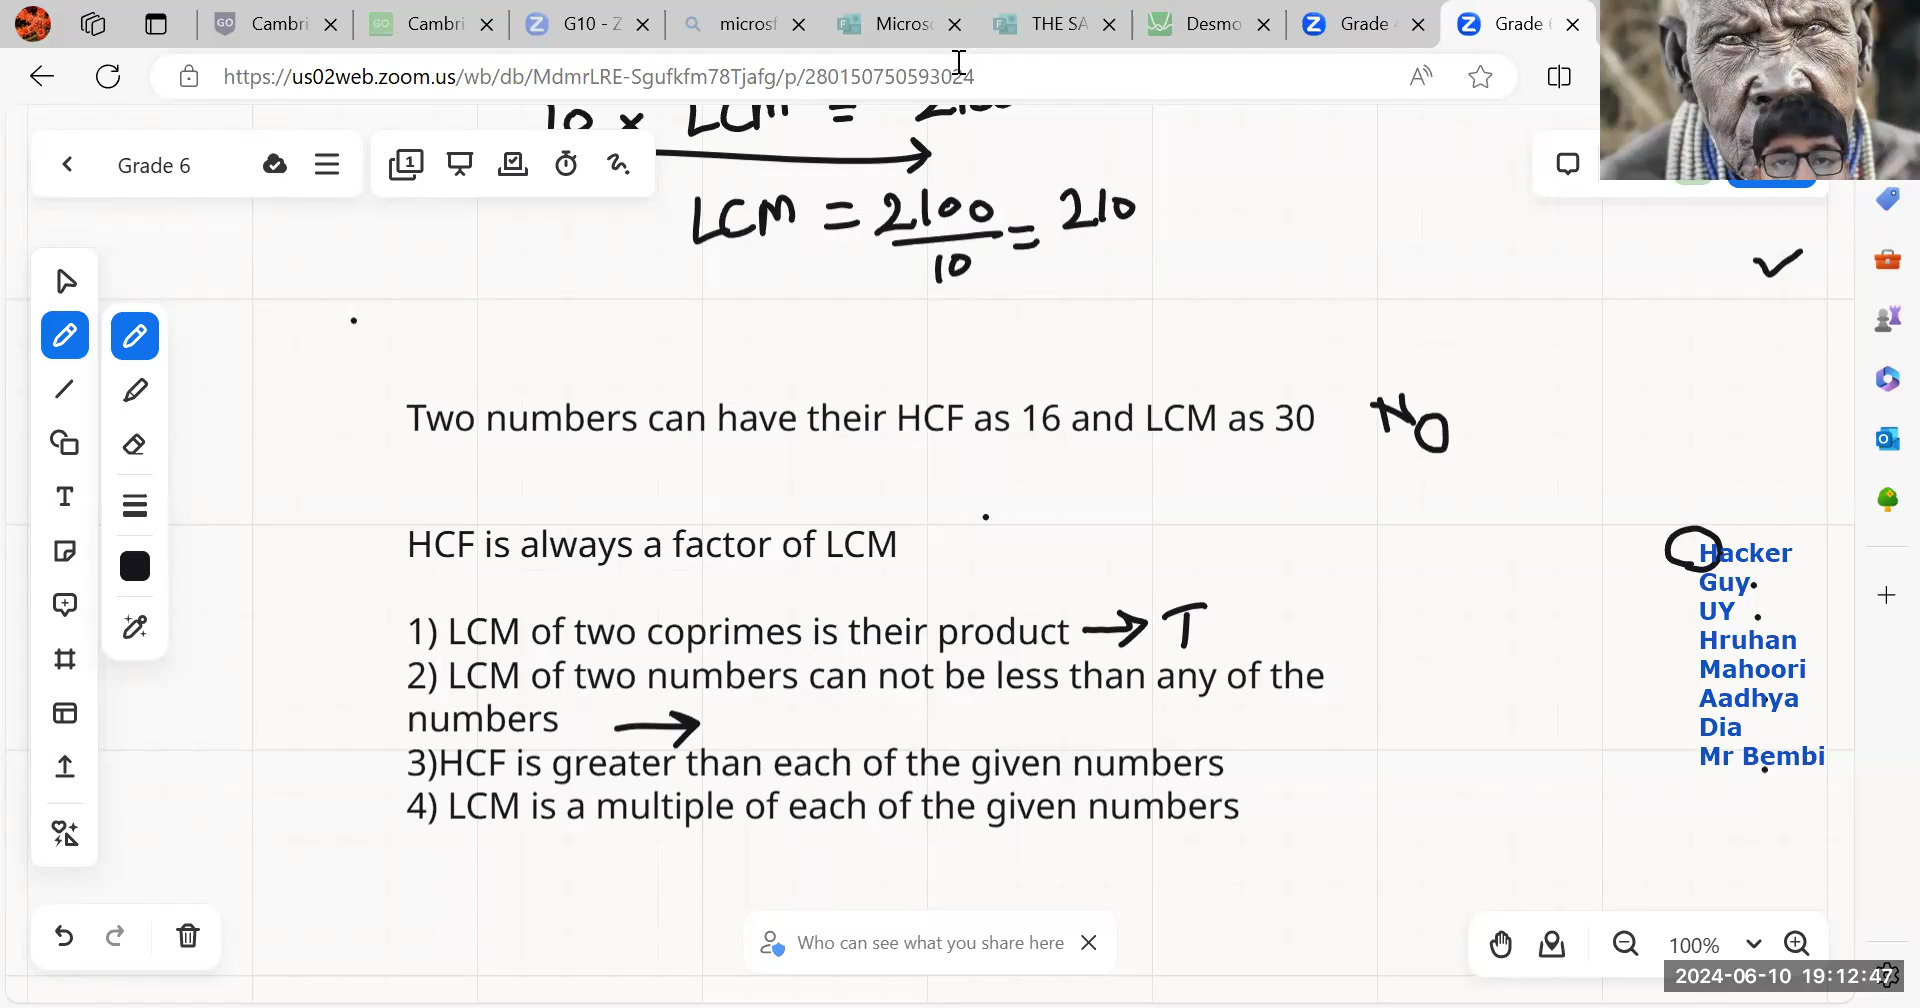 Cambri
Cambri
G10 - Z
microsf
Micros
THE SA
Desmo
Grade
Grade
https://us02web.zoom.us/wb/db/MdmrLRE-Sgufkfm78Tjafg/p/280150750593024
10 × LCM =
Grade 6
1
LCM = 2100 = 210
10
Two numbers can have their HCF as 16 and LCM as 30 NO
HCF is always a factor of LCM
1) LCM of two coprimes is their product → T
2) LCM of two numbers can not be less than any of the
numbers →
3)HCF is greater than each of the given numbers
4) LCM is a multiple of each of the given numbers
Hacker
Guy
UY
Hruhan
Mahoori
Aadhya
Dia
Mr Bembi
Who can see what you share here
100%
2024-06-10 19:12:47